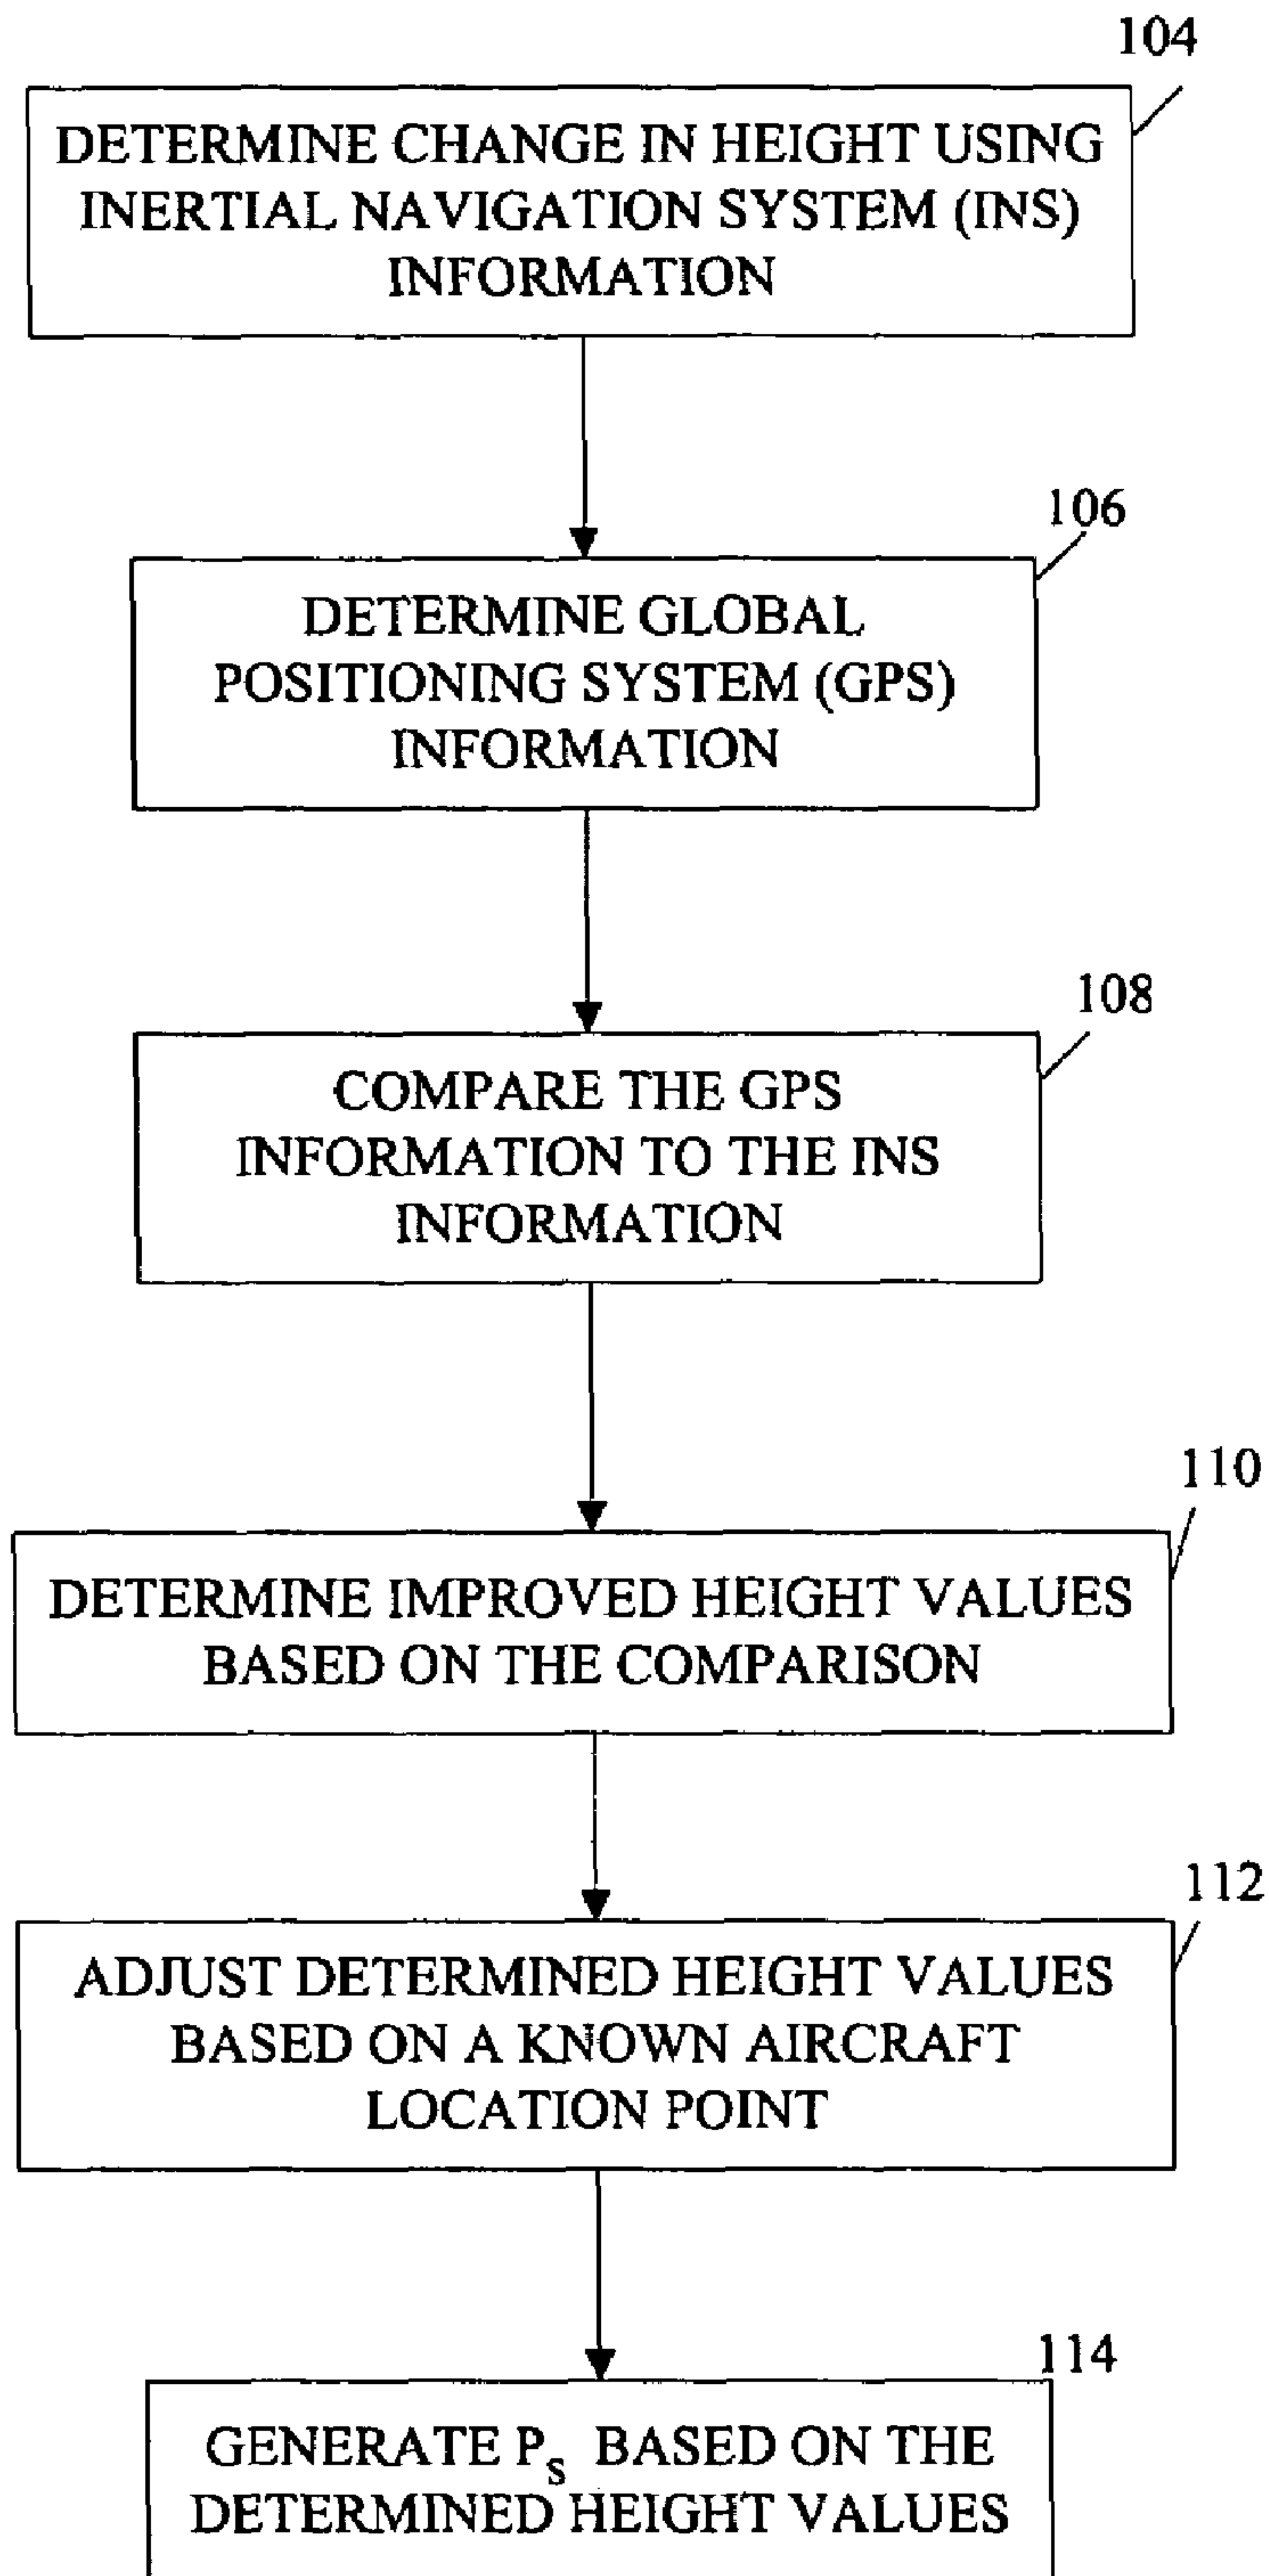 104
DETERMINE CHANGE IN HEIGHT USING
INERTIAL NAVIGATION SYSTEM (INS)
INFORMATION
106
DETERMINE GLOBAL
POSITIONING SYSTEM (GPS)
INFORMATION
108
COMPARE THE GPS
INFORMATION TO THE INS
INFORMATION
110
DETERMINE IMPROVED HEIGHT VALUES
BASED ON THE COMPARISON
112
ADJUST DETERMINED HEIGHT VALUES
BASED ON A KNOWN AIRCRAFT
LOCATION POINT
114
GENERATE Ps BASED ON THE
DETERMINED HEIGHT VALUES